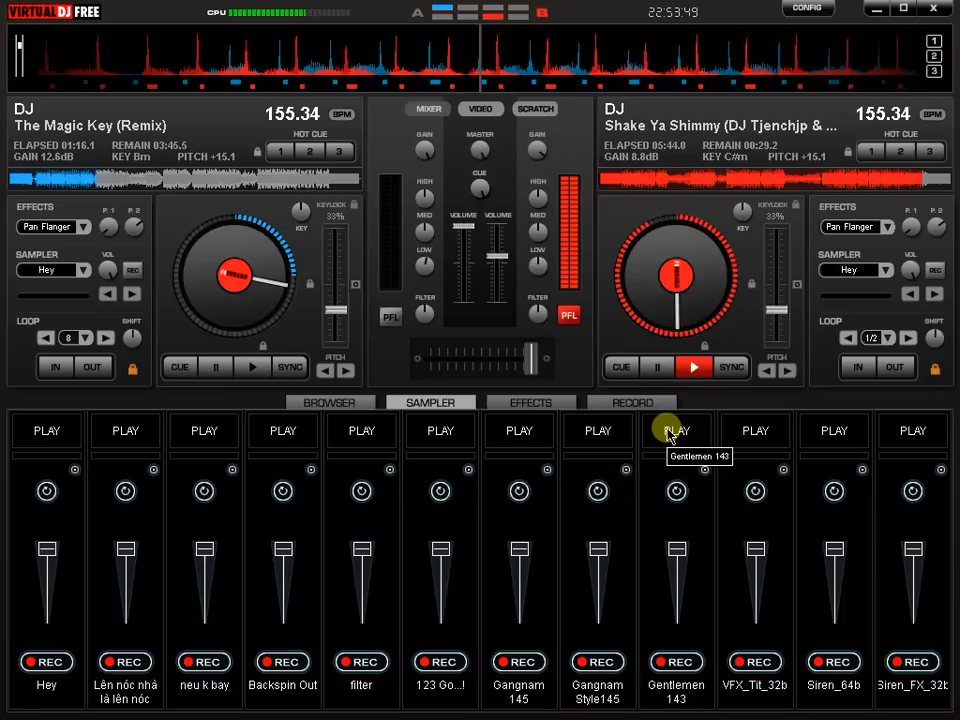 VIRTUAL DJ FREE
CPU
A
B
22:53:49
CONFIG
1
2
3
DJ
The Magic Key (Remix)
155.34 BPM
HOT CUE
ELAPSED 01:16.1 REMAIN 03:45.5
GAIN 12.6dB KEY Bm PITCH +15.1
1 2 3
MIXER VIDEO SCRATCH
DJ
Shake Ya Shimmy (DJ Tjenchjp & ...
155.34 BPM
HOT CUE
ELAPSED 05:44.0 REMAIN 00:29.2
GAIN 8.8dB KEY C#m PITCH +15.1
1 2 3
EFFECTS P. 1 P. 2
Pan Flanger
SAMPLER VOL
Hey REC
LOOP SHIFT
8
IN OUT
KEYLOCK
33%
KEY
CUE SYNC
PITCH
GAIN MASTER GAIN
CUE
HIGH HIGH
MED VOLUME VOLUME MED
LOW LOW
FILTER FILTER
PFL PFL
KEYLOCK
33%
KEY
CUE SYNC
PITCH
EFFECTS P. 1 P. 2
Pan Flanger
SAMPLER VOL
Hey REC
LOOP SHIFT
1/2
IN OUT
BROWSER SAMPLER EFFECTS RECORD
PLAY PLAY PLAY PLAY PLAY PLAY PLAY PLAY PLAY PLAY PLAY PLAY
Gentlemen 143
REC REC REC REC REC REC REC REC REC REC REC REC
Hey
Lên nóc nhà
là lên nóc
neu k bay
Backspin Out
filter
123 Go...!
Gangnam
145
Gangnam
Style145
Gentlemen
143
VFX_Tit_32b
Siren_64b
Siren_FX_32b